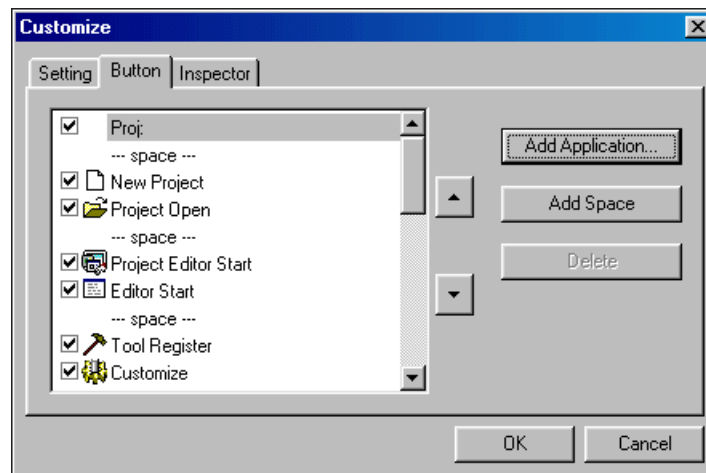 Customize
Setting Button Inspector
Proj:
--- space ---
New Project
Project Open
--- space ---
Project Editor Start
Editor Start
--- space ---
Tool Register
Customize
Add Application...
Add Space
Delete
OK Cancel